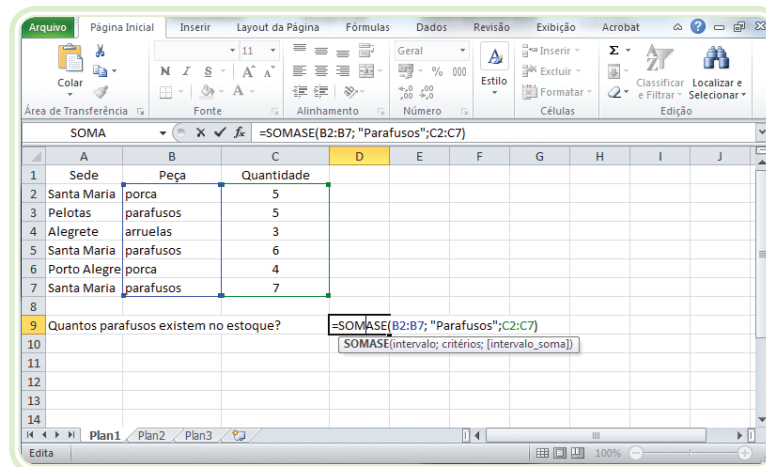 Arquivo Página Inicial Inserir Layout da Página Fórmulas Dados Revisão Exibição Acrobat
Colar
N I S
11
A A
A
Geral
% 000
,00 ,0
Estilo
Inserir
Excluir
Formatar
Σ
Classificar e Filtrar
Localizar e Selecionar
Área de Transferência Fonte Alinhamento Número Células Edição
SOMA fx =SOMASE(B2:B7; "Parafusos";C2:C7)
A B C D E F G H I J
1 Sede Peça Quantidade
2 Santa Maria porca 5
3 Pelotas parafusos 5
4 Alegrete arruelas 3
5 Santa Maria parafusos 6
6 Porto Alegre porca 4
7 Santa Maria parafusos 7
8
9 Quantos parafusos existem no estoque? =SOMASE(B2:B7; "Parafusos";C2:C7)
10 SOMASE(intervalo; critérios; [intervalo_soma])
11
12
13
14
Plan1 Plan2 Plan3
Edita 100%